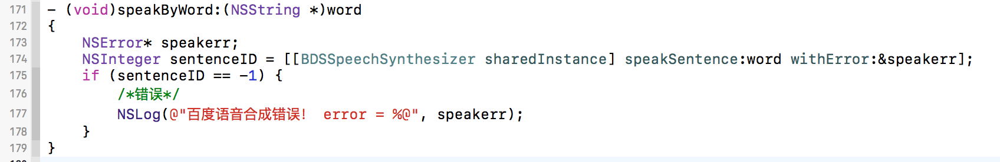 171 - (void)speakByWord:(NSString *)word
172 {
173     NSError* speakerr;
174     NSInteger sentenceID = [[BDSSpeechSynthesizer sharedInstance] speakSentence:word withError:&speakerr];
175     if (sentenceID == -1) {
176         /*错误*/
177         NSLog(@"百度语音合成错误!  error = %@", speakerr);
178     }
179 }